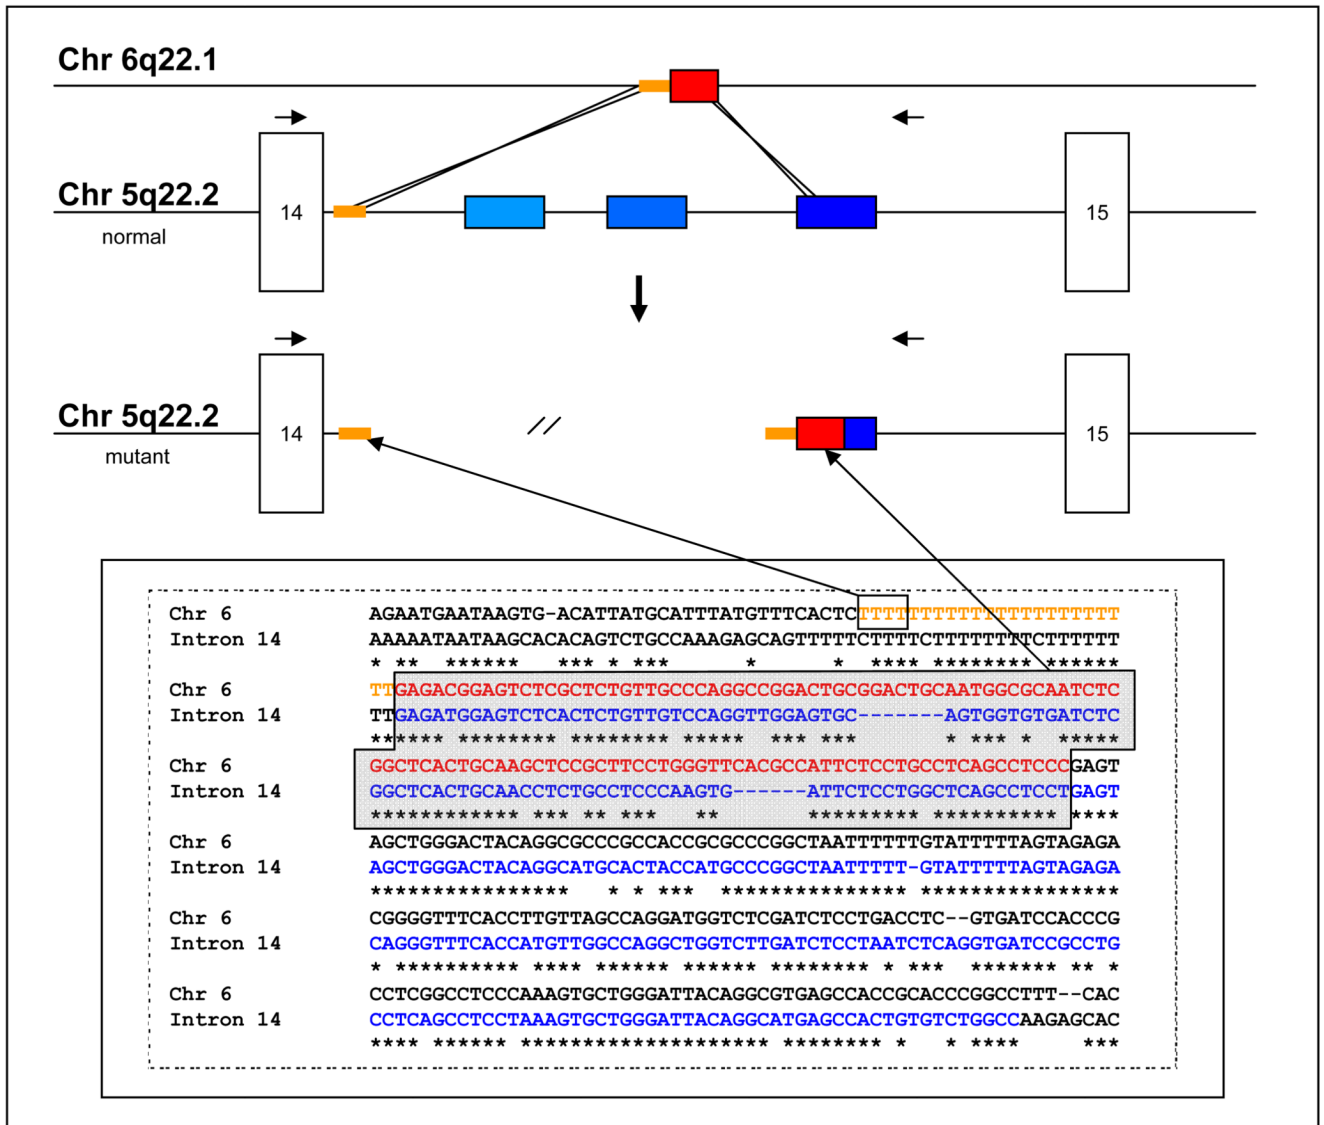 Chr 6q22.1
Chr 5q22.2
normal
14
15
Chr 5q22.2
mutant
14
15
Chr 6 AGAATGAATAAGTG-ACATTATGCATTTATGTTTCACTCTTTTTTTTTTTTTTTTTTTTT
Intron 14 AAAAATAATAAGCACACAGTCTGCCAAAGAGCAGTTTTTCTTTTCTTTTTTTTCTTTTTT
* ** ****** *** * *** * * **** ******** ******
Chr 6 TTGAGACGGAGTCTCGCTCTGTTGCCCAGGCCGGACTGCGGACTGCAATGGCGCAATCTC
Intron 14 TTGAGATGGAGTCTCACTCTGTTGTCCAGGTTGGAGTGC-------AGTGGTGTGATCTC
****** ******** ******** ***** *** *** * *** * *****
Chr 6 GGCTCACTGCAAGCTCCGCTTCCTGGGTTCACGCCATTCTCCTGCCTCAGCCTCCCGAGT
Intron 14 GGCTCACTGCAACCTCTGCCTCCCAAGTG------ATTCTCCTGGCTCAGCCTCCTGAGT
************ *** ** *** ** ********* ********** ****
Chr 6 AGCTGGGACTACAGGCGCCCGCCACCGCGCCCGGCTAATTTTTTGTATTTTTAGTAGAGA
Intron 14 AGCTGGGACTACAGGCATGCACTACCATGCCCGGCTAATTTTT-GTATTTTTAGTAGAGA
**************** * * *** *************** ****************
Chr 6 CGGGGTTTCACCTTGTTAGCCAGGATGGTCTCGATCTCCTGACCTC--GTGATCCACCCG
Intron 14 CAGGGTTTCACCATGTTGGCCAGGCTGGTCTTGATCTCCTAATCTCAGGTGATCCGCCTG
* ********** **** ****** ****** ******** * *** ******* ** *
Chr 6 CCTCGGCCTCCCAAAGTGCTGGGATTACAGGCGTGAGCCACCGCACCCGGCCTTT--CAC
Intron 14 CCTCAGCCTCCTAAAGTGCTGGGATTACAGGCATGAGCCACTGTGTCTGGCCAAGAGCAC
**** ****** ******************** ******** * * **** ***